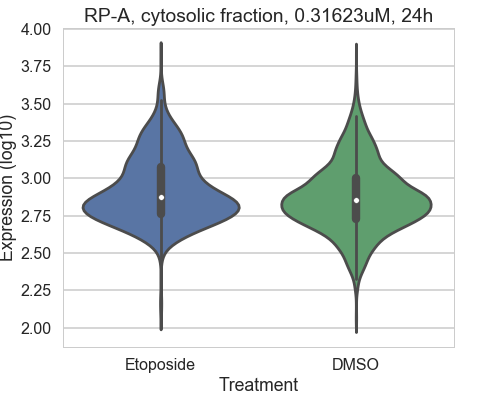 RP-A, cytosolic fraction, 0.31623uM, 24h
4.00
3.75
3.50
3.25
3.00
2.75
2.50
2.25
2.00
Expression (log10)
Etoposide DMSO
Treatment